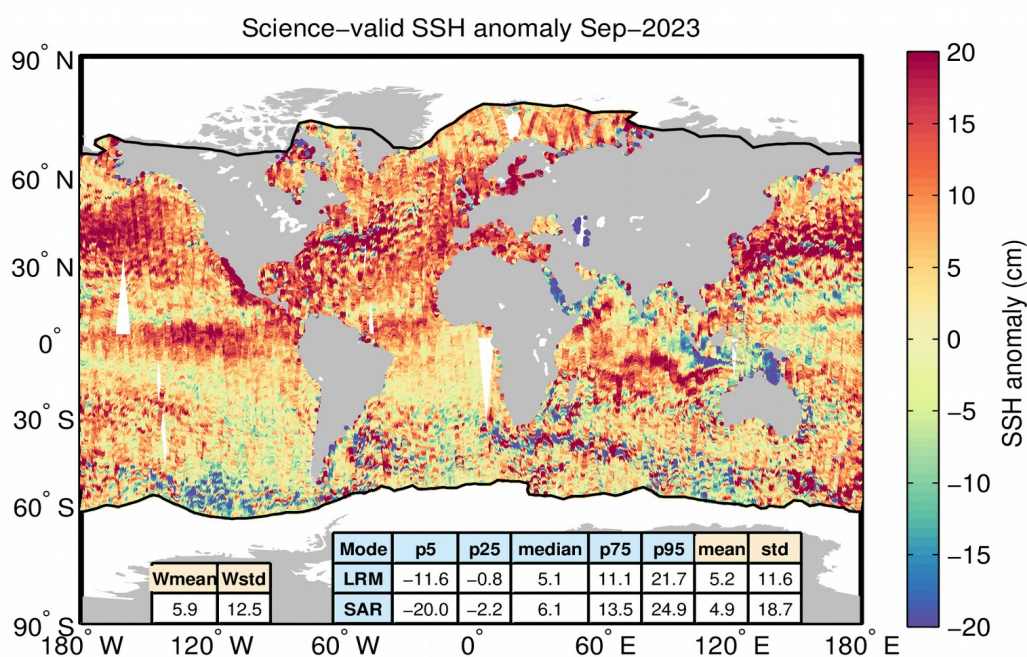 Science−valid SSH anomaly Sep−2023
90° N
60° N
30° N
0°
30° S
60° S
90° S
180° W
120° W
60° W
0°
60° E
120° E
180° E
20
15
10
5
0
−5
−10
−15
−20
SSH anomaly (cm)
Wmean Wstd
5.9 12.5
Mode p5 p25 median p75 p95 mean std
LRM −11.6 −0.8 5.1 11.1 21.7 5.2 11.6
SAR −20.0 −2.2 6.1 13.5 24.9 4.9 18.7